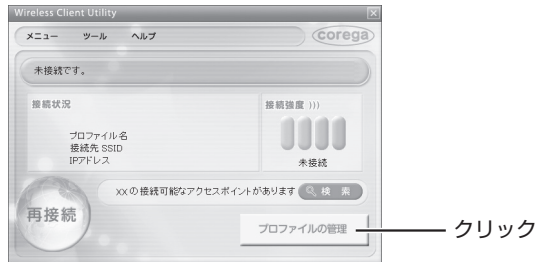 Wireless Client Utility
メニュー ツール ヘルプ corega
未接続です。
接続状況 接続強度 )))
プロファイル名
接続先 SSID
IPアドレス
未接続
XXの接続可能なアクセスポイントがあります 検 索
再接続
プロファイルの管理 クリック